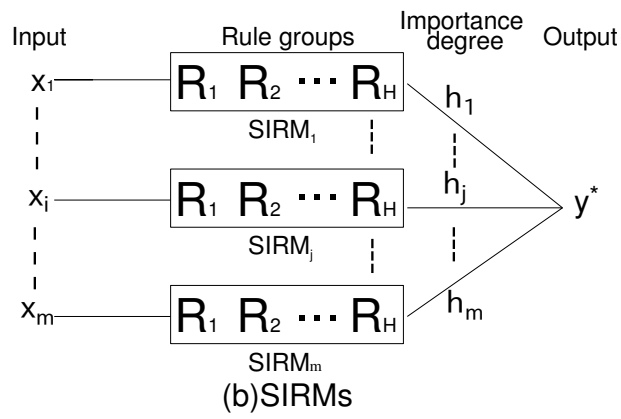 Input Rule groups Importance degree Output
x1 R1 R2 ··· RH h1
SIRM1
xi R1 R2 ··· RH hj y*
SIRMj
xm R1 R2 ··· RH hm
SIRMm
(b)SIRMs